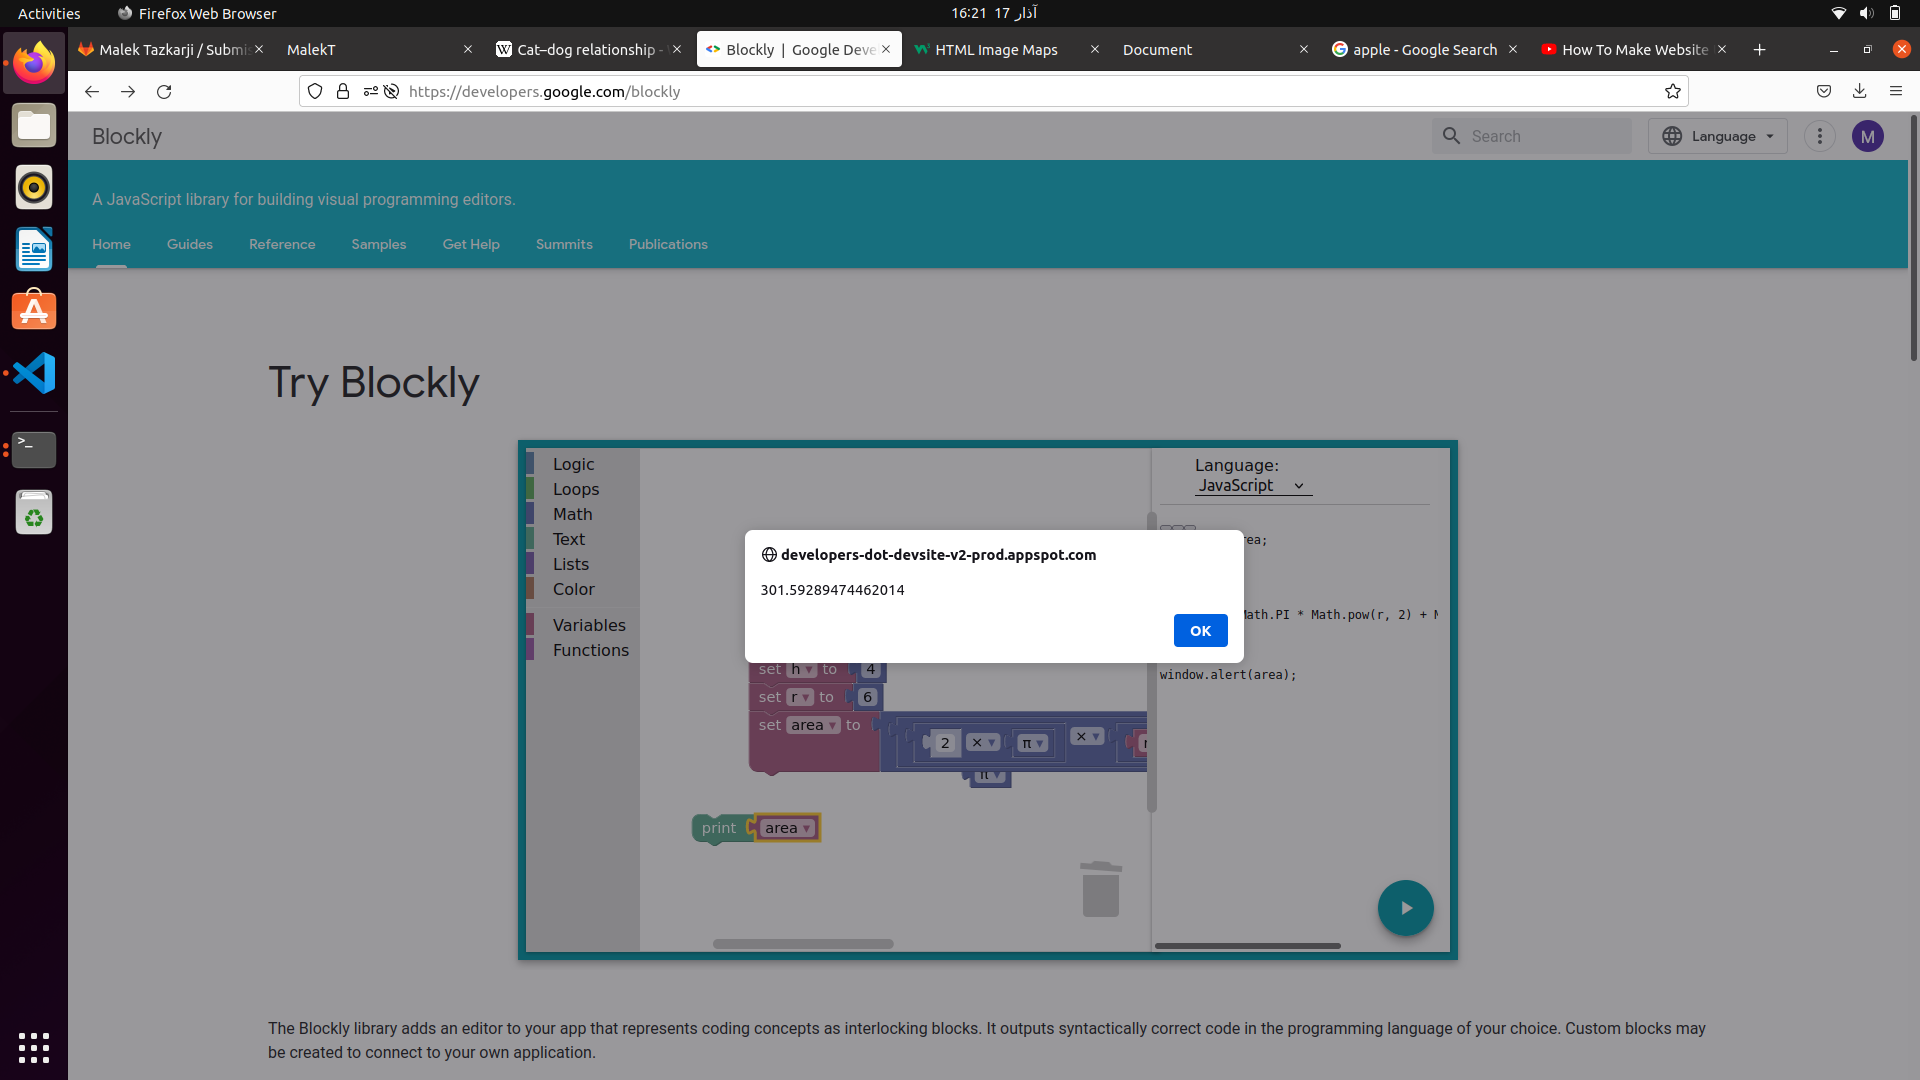 Activities
Firefox Web Browser
16:21 17 آذار
Malek Tazkarji / Submis
MalekT
Cat–dog relationship -
Blockly | Google Deve
HTML Image Maps
Document
apple - Google Search
How To Make Website
https://developers.google.com/blockly
Blockly
Search
Language
M
A JavaScript library for building visual programming editors.
Home
Guides
Reference
Samples
Get Help
Summits
Publications
Try Blockly
Logic
Loops
Math
Text
Lists
Color
Variables
Functions
Language:
JavaScript
rea;
Math.PI * Math.pow(r, 2) + M
window.alert(area);
developers-dot-devsite-v2-prod.appspot.com
301.59289474462014
OK
set h to 4
set r to 6
set area to 2 × π ×
π
print area
The Blockly library adds an editor to your app that represents coding concepts as interlocking blocks. It outputs syntactically correct code in the programming language of your choice. Custom blocks may
be created to connect to your own application.